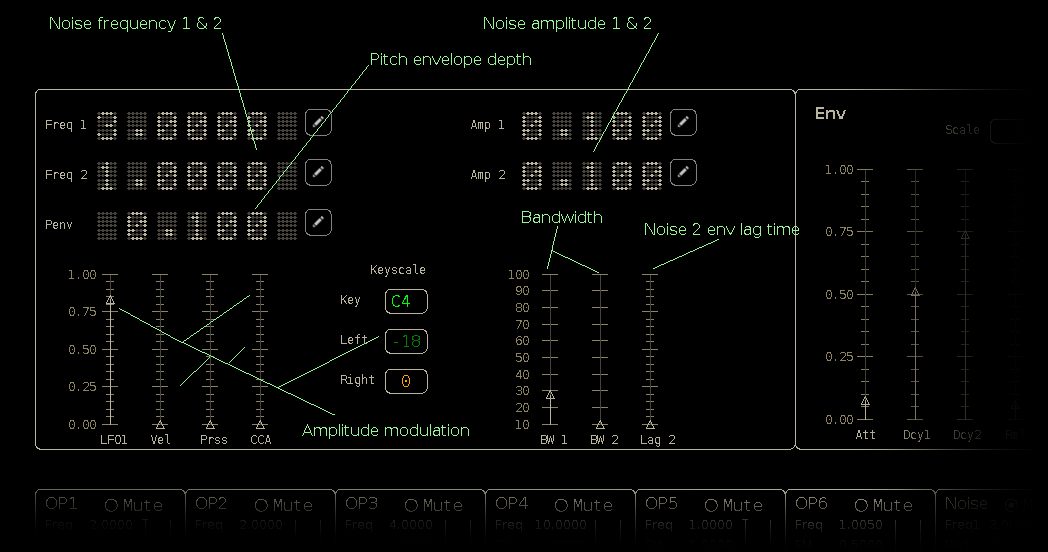 Noise frequency 1 & 2
Noise amplitude 1 & 2
Pitch envelope depth
Freq 1 3.0000
Amp 1 0.100
Env
Scale
Freq 2 1.0000
Amp 2 0.100
Penv 0.100
Bandwidth
Noise 2 env lag time
Keyscale
Key C4
Left -18
Right 0
1.00
0.75
0.50
0.25
0.00
LFO1 Vel Prss CCA
100
90
80
70
60
50
40
30
20
10
BW 1 BW 2 Lag 2
1.00
0.75
0.50
0.25
0.00
Att Dcy1 Dcy2
Amplitude modulation
OP1 Mute OP2 Mute OP3 Mute OP4 Mute OP5 Mute OP6 Mute Noise
Freq 2.0000 Freq 2.0000 Freq 4.0000 Freq 10.0000 Freq 1.0000 Freq 1.0050 Freq1